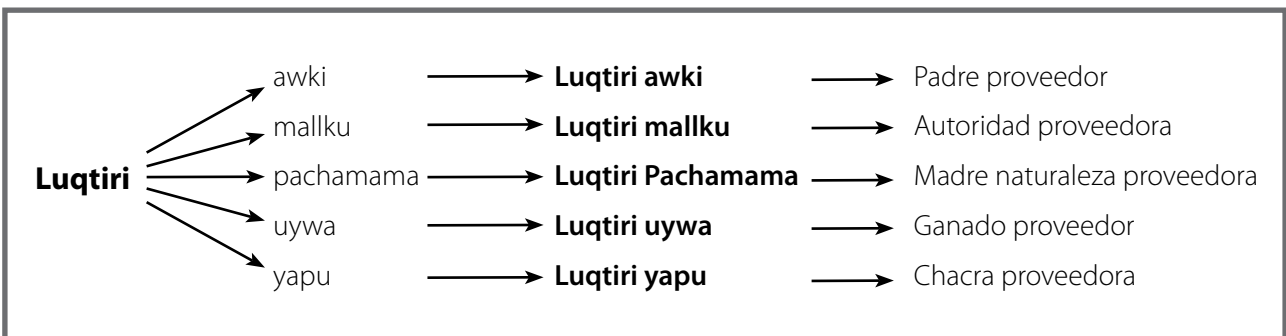 awki Luqtiri awki Padre proveedor
mallku Luqtiri mallku Autoridad proveedora
Luqtiri pachamama Luqtiri Pachamama Madre naturaleza proveedora
uywa Luqtiri uywa Ganado proveedor
yapu Luqtiri yapu Chacra proveedora